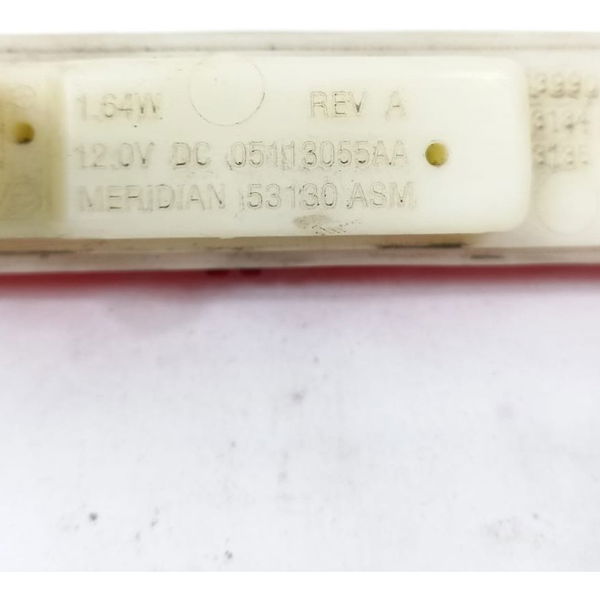 1.64W REV A
12.0V DC 05113055AA
MERIDIAN 53130 ASM